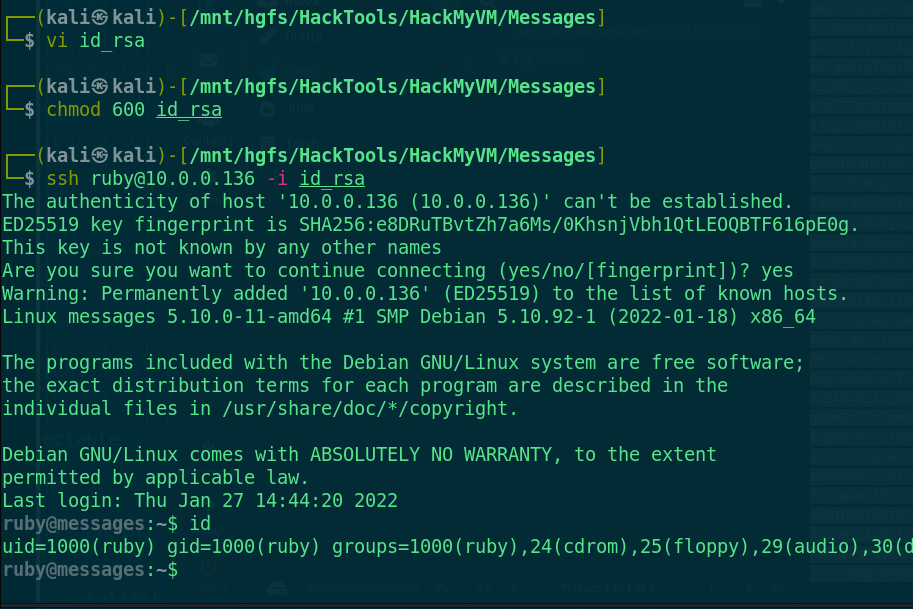 ┌──(kali㉿kali)-[/mnt/hgfs/HackTools/HackMyVM/Messages]
└─$ vi id_rsa
┌──(kali㉿kali)-[/mnt/hgfs/HackTools/HackMyVM/Messages]
└─$ chmod 600 id_rsa
┌──(kali㉿kali)-[/mnt/hgfs/HackTools/HackMyVM/Messages]
└─$ ssh ruby@10.0.0.136 -i id_rsa
The authenticity of host '10.0.0.136 (10.0.0.136)' can't be established.
ED25519 key fingerprint is SHA256:e8DRuTBvtZh7a6Ms/0KhsnjVbh1QtLEOQBTF616pE0g.
This key is not known by any other names
Are you sure you want to continue connecting (yes/no/[fingerprint])? yes
Warning: Permanently added '10.0.0.136' (ED25519) to the list of known hosts.
Linux messages 5.10.0-11-amd64 #1 SMP Debian 5.10.92-1 (2022-01-18) x86_64
The programs included with the Debian GNU/Linux system are free software;
the exact distribution terms for each program are described in the
individual files in /usr/share/doc/*/copyright.
Debian GNU/Linux comes with ABSOLUTELY NO WARRANTY, to the extent
permitted by applicable law.
Last login: Thu Jan 27 14:44:20 2022
ruby@messages:~$ id
uid=1000(ruby) gid=1000(ruby) groups=1000(ruby),24(cdrom),25(floppy),29(audio),30(d
ruby@messages:~$